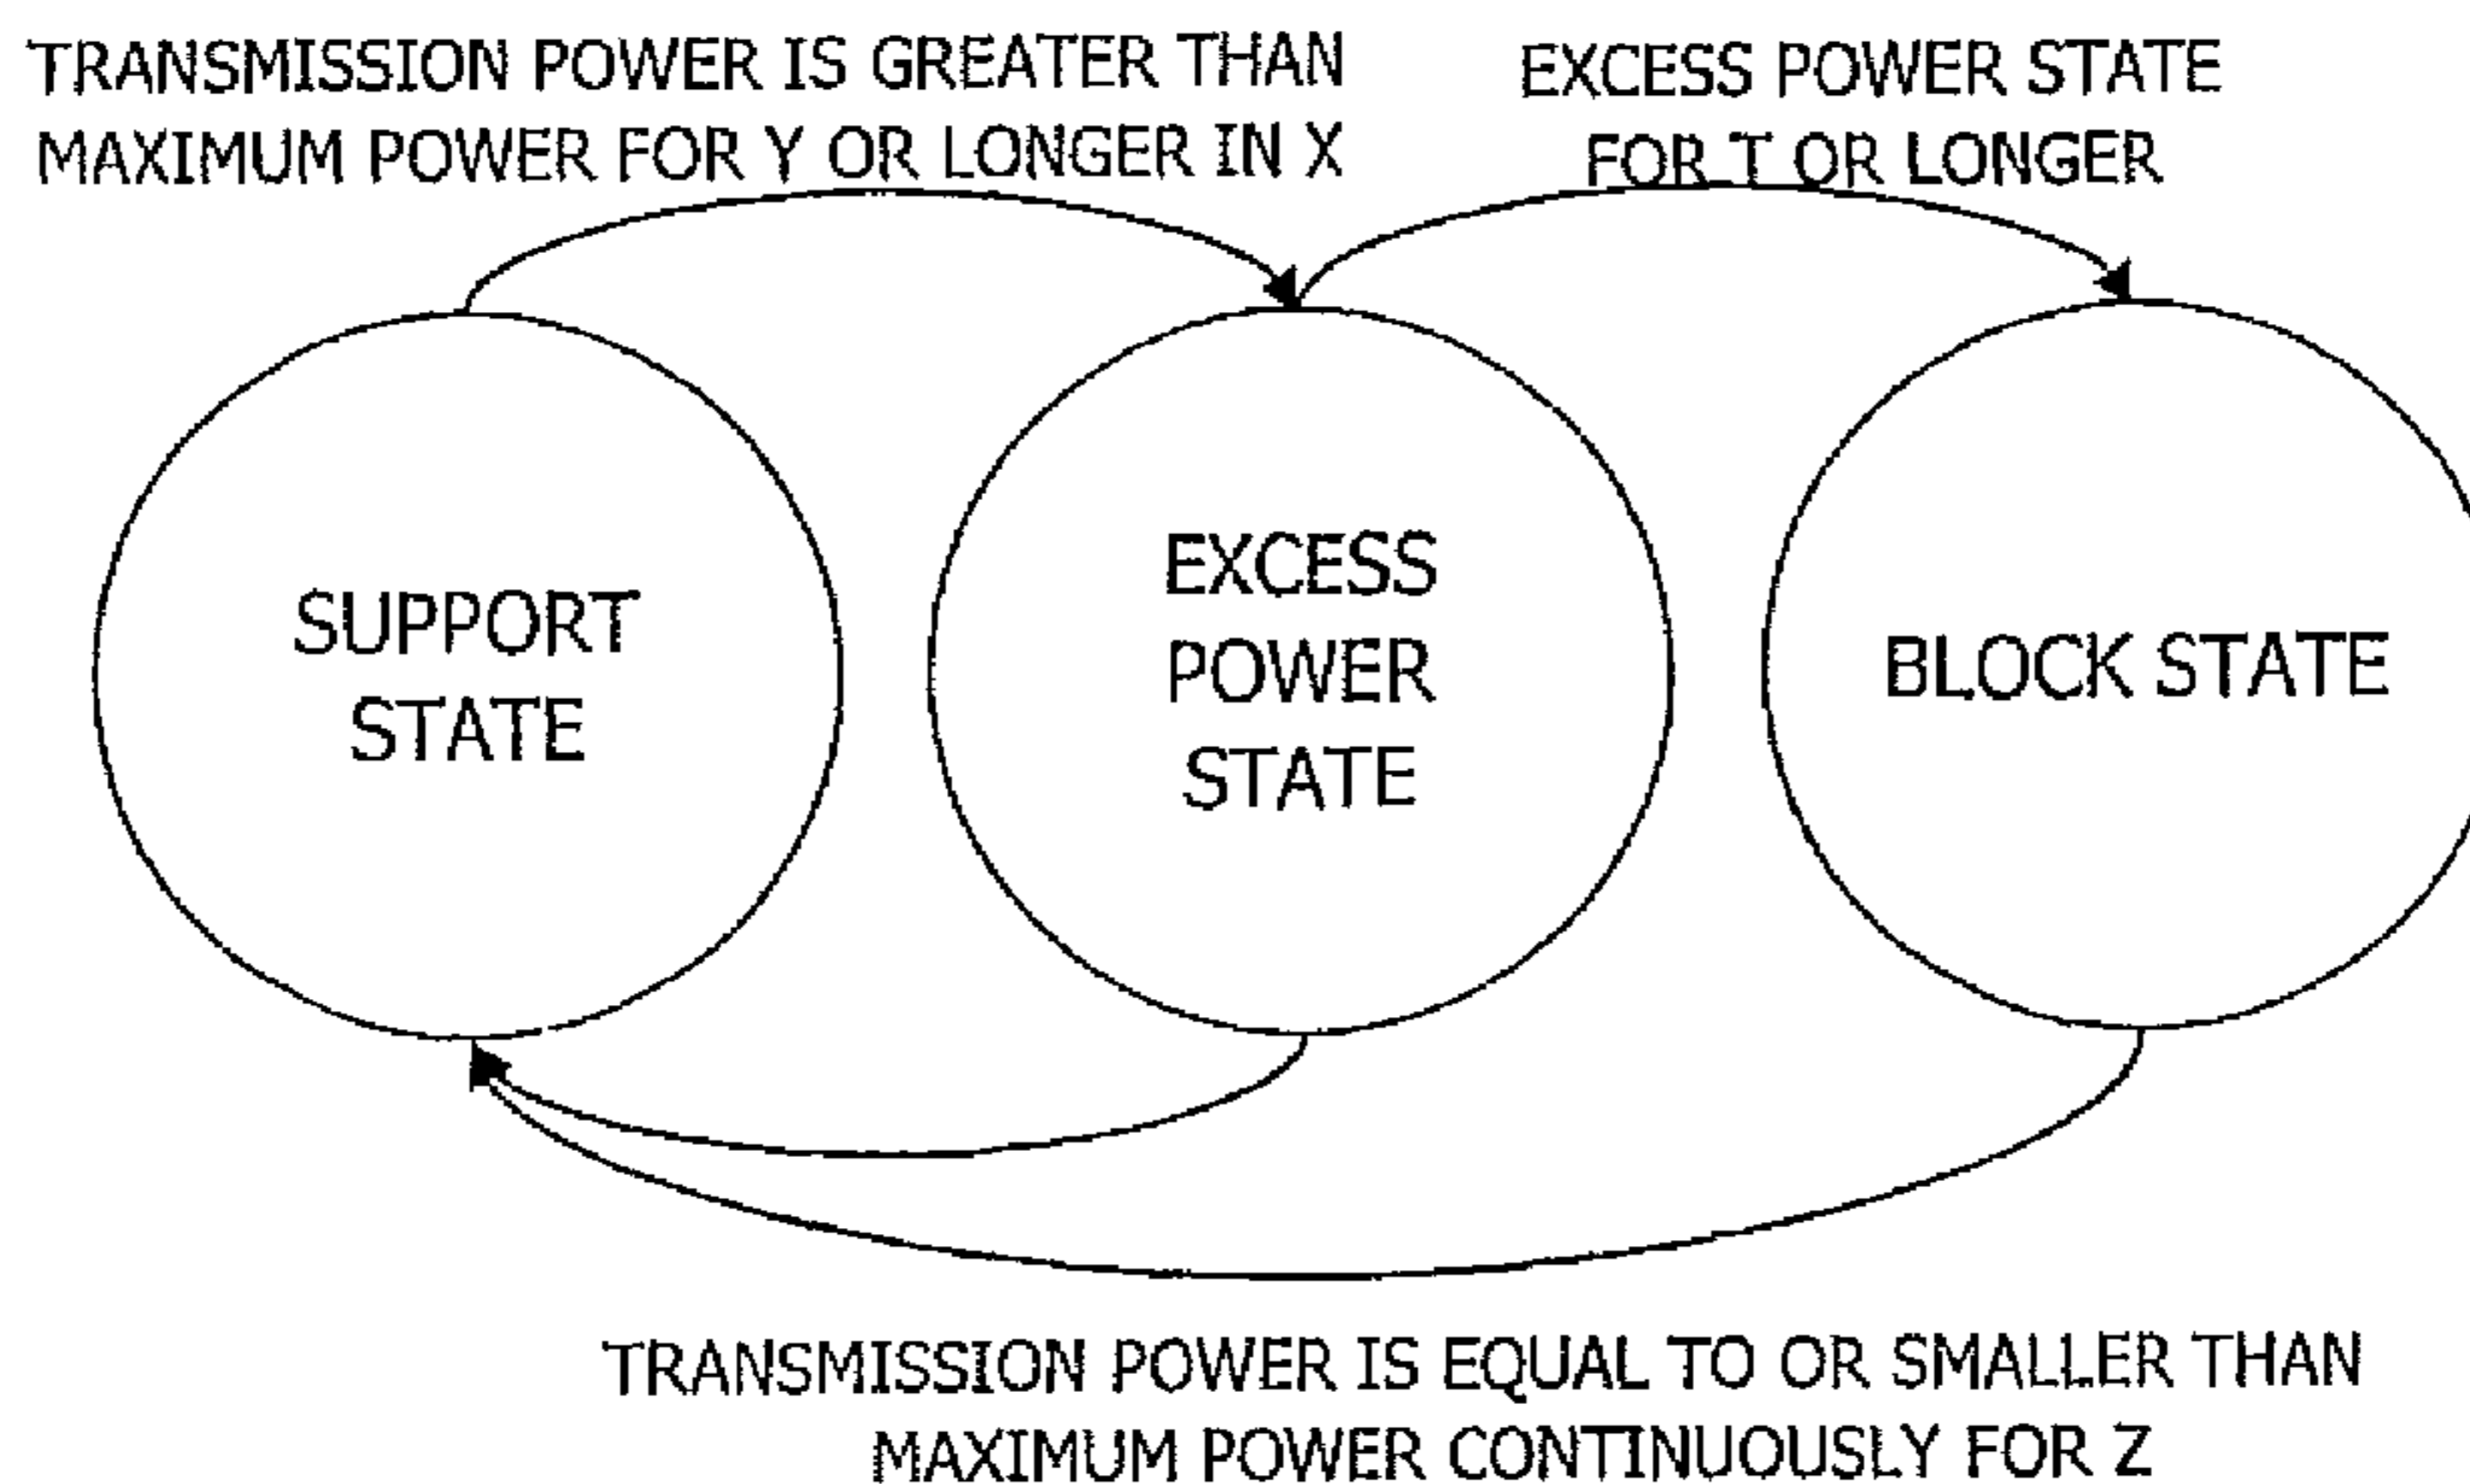 TRANSMISSION POWER IS GREATER THAN
MAXIMUM POWER FOR Y OR LONGER IN X
EXCESS POWER STATE
FOR T OR LONGER
SUPPORT
STATE
EXCESS
POWER
STATE
BLOCK STATE
TRANSMISSION POWER IS EQUAL TO OR SMALLER THAN
MAXIMUM POWER CONTINUOUSLY FOR Z